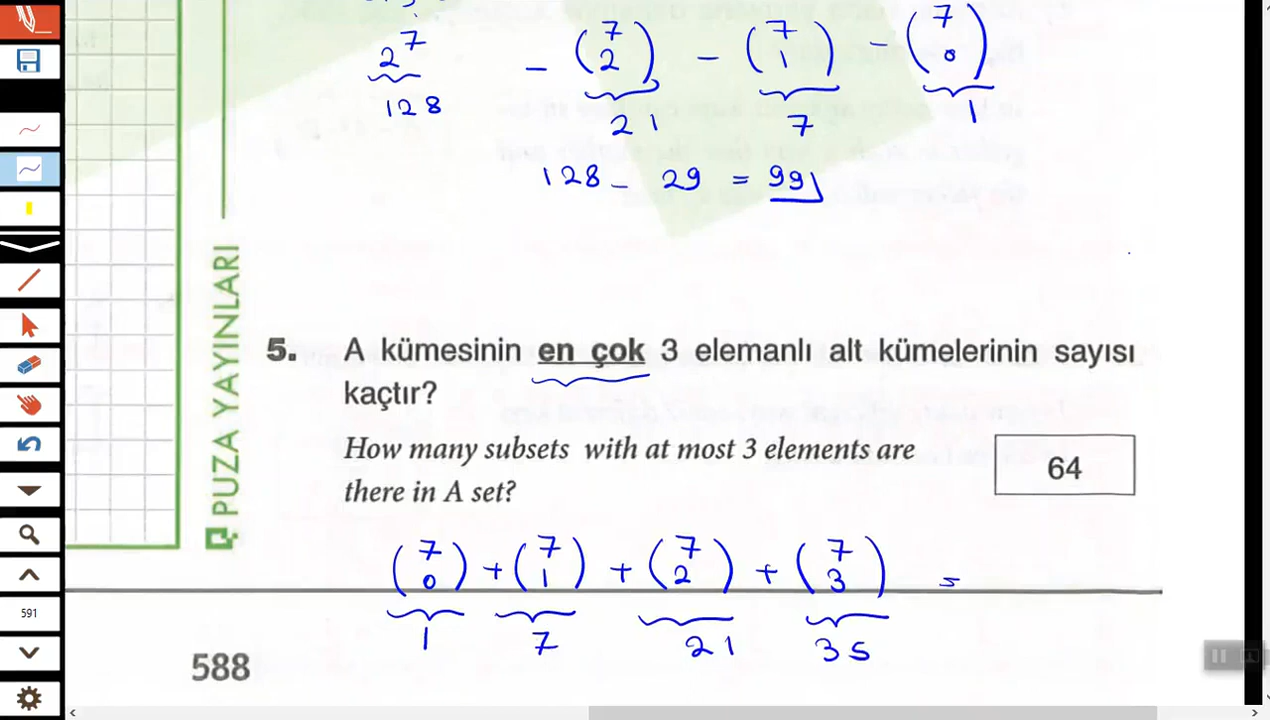 2⁷ - (7 2) - (7 1) - (7 0)
128 21 7 1
128 - 29 = 99
PUZA YAYINLARI
5. A kümesinin en çok 3 elemanlı alt kümelerinin sayısı
kaçtır?
How many subsets with at most 3 elements are
there in A set?
64
(7 0) + (7 1) + (7 2) + (7 3) =
1 7 21 35
588
591